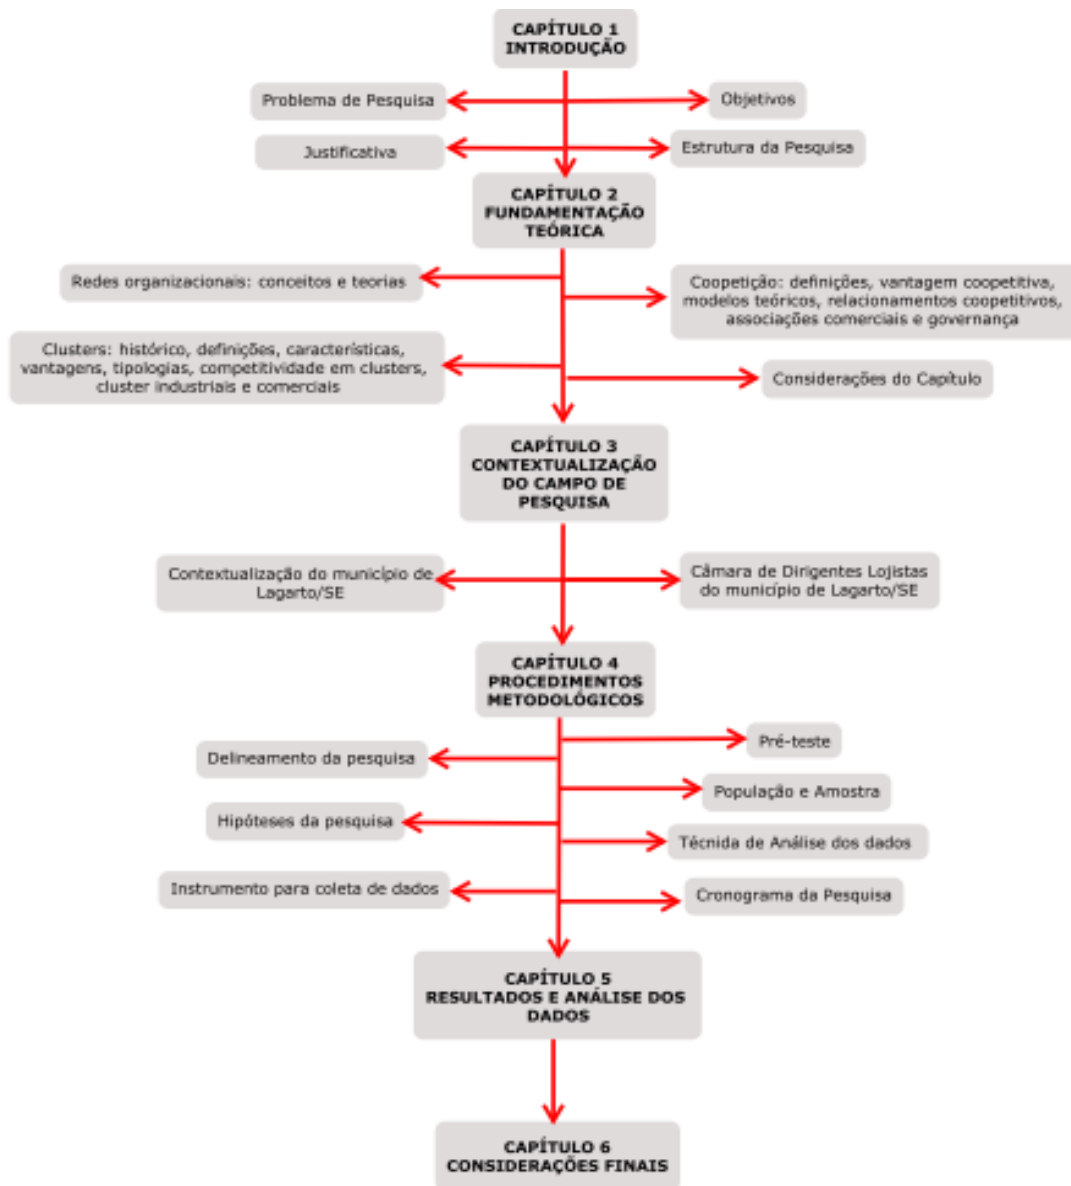 CAPÍTULO 1
INTRODUÇÃO
Problema de Pesquisa
Objetivos
Justificativa
Estrutura da Pesquisa
CAPÍTULO 2
FUNDAMENTAÇÃO
TEÓRICA
Redes organizacionais: conceitos e teorias
Coopetição: definições, vantagem coopetitiva,
modelos teóricos, relacionamentos coopetitivos,
associações comerciais e governança
Clusters: histórico, definições, características,
vantagens, tipologias, competitividade em clusters,
cluster industriais e comerciais
Considerações do Capítulo
CAPÍTULO 3
CONTEXTUALIZAÇÃO
DO CAMPO DE
PESQUISA
Contextualização do município de
Lagarto/SE
Câmara de Dirigentes Lojistas
do município de Lagarto/SE
CAPÍTULO 4
PROCEDIMENTOS
METODOLÓGICOS
Pré-teste
Delineamento da pesquisa
População e Amostra
Hipóteses da pesquisa
Técnida de Análise dos dados
Instrumento para coleta de dados
Cronograma da Pesquisa
CAPÍTULO 5
RESULTADOS E ANÁLISE DOS
DADOS
CAPÍTULO 6
CONSIDERAÇÕES FINAIS